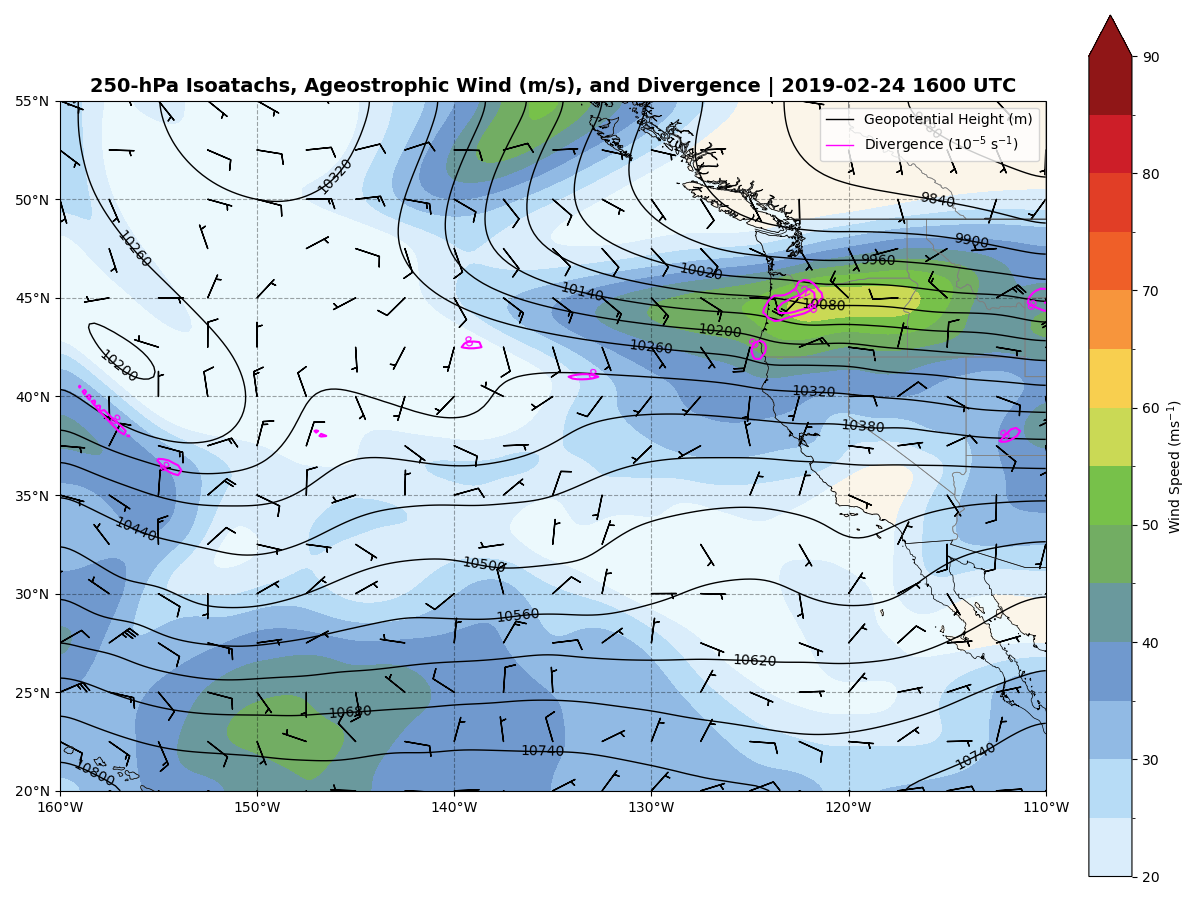 250-hPa Isoatachs, Ageostrophic Wind (m/s), and Divergence | 2019-02-24 1600 UTC
Geopotential Height (m)
Divergence (10⁻⁵ s⁻¹)
55°N
50°N
45°N
40°N
35°N
30°N
25°N
20°N
160°W
150°W
140°W
130°W
120°W
110°W
10320
10260
10200
9840
9900
9960
10020
10080
10140
10200
10260
10320
10380
10440
10500
10560
10620
10680
10740
10740
10800
8
8
8
8
90
80
70
60
50
40
30
20
Wind Speed (ms⁻¹)